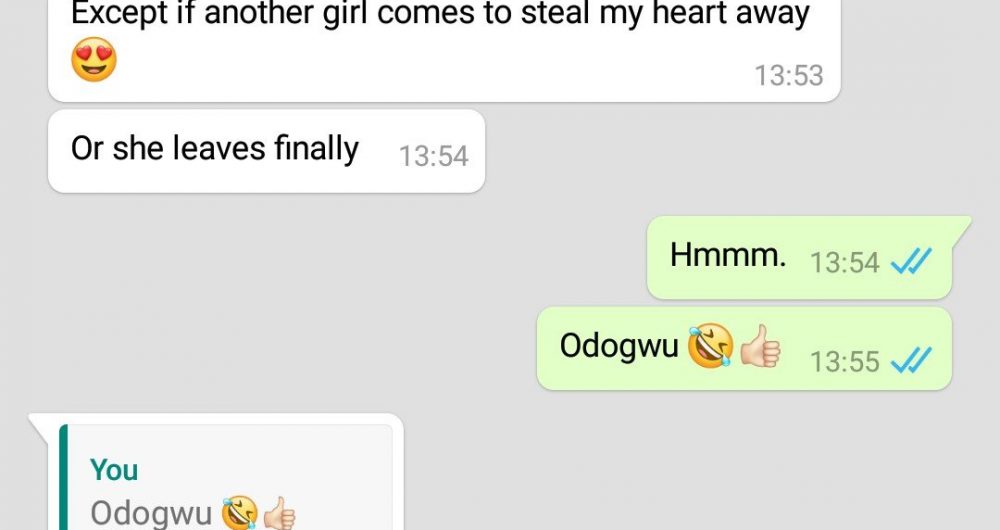 Except if another girl comes to steal my heart away
😍
13:53
Or she leaves finally 13:54
Hmmm. 13:54
Odogwu 🤣👍🏻 13:55
You
Odogwu 🤣👍🏻